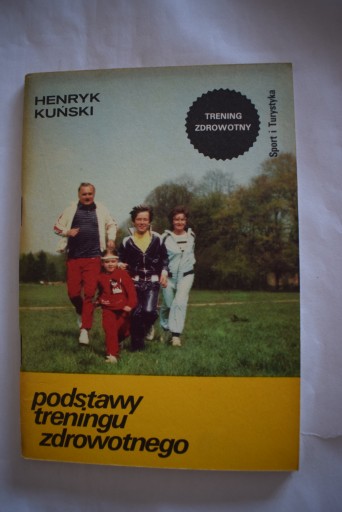 HENRYK
KUŃSKI
TRENING
ZDROWOTNY
Sport i Turystyka
podstawy
treningu
zdrowotnego